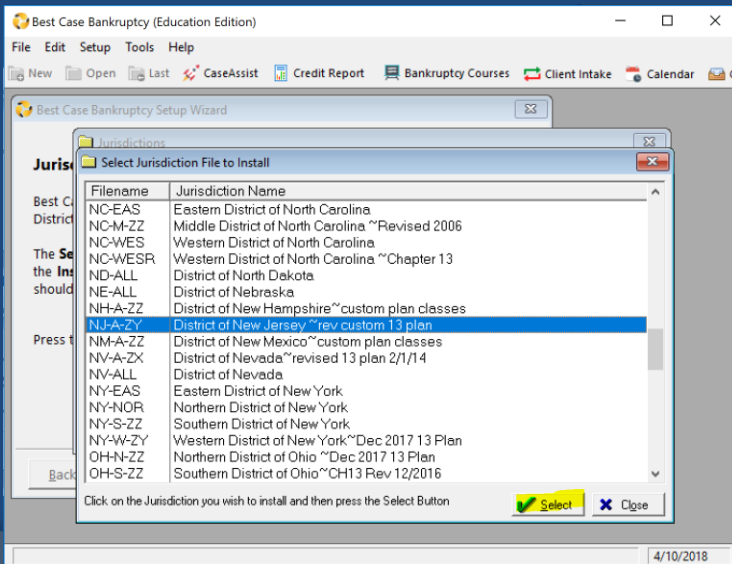 Best Case Bankruptcy (Education Edition)
File Edit Setup Tools Help
New Open Last CaseAssist Credit Report Bankruptcy Courses Client Intake Calendar
Best Case Bankruptcy Setup Wizard
Jurisdictions
Select Jurisdiction File to Install
Filename Jurisdiction Name
NC-EAS Eastern District of North Carolina
NC-M-ZZ Middle District of North Carolina ~Revised 2006
NC-WES Western District of North Carolina
NC-WESR Western District of North Carolina ~Chapter 13
ND-ALL District of North Dakota
NE-ALL District of Nebraska
NH-A-ZZ District of New Hampshire~custom plan classes
NJ-A-ZY District of New Jersey ~rev custom 13 plan
NM-A-ZZ District of New Mexico~custom plan classes
NV-A-ZX District of Nevada~revised 13 plan 2/1/14
NV-ALL District of Nevada
NY-EAS Eastern District of New York
NY-NOR Northern District of New York
NY-S-ZZ Southern District of New York
NY-W-ZY Western District of New York~Dec 2017 13 Plan
OH-N-ZZ Northern District of Ohio ~Dec 2017 13 Plan
OH-S-ZZ Southern District of Ohio~CH13 Rev 12/2016
Click on the Jurisdiction you wish to install and then press the Select Button
Select Close
Juris
Best C
District
The Se
the Ins
should
Press t
Back
4/10/2018